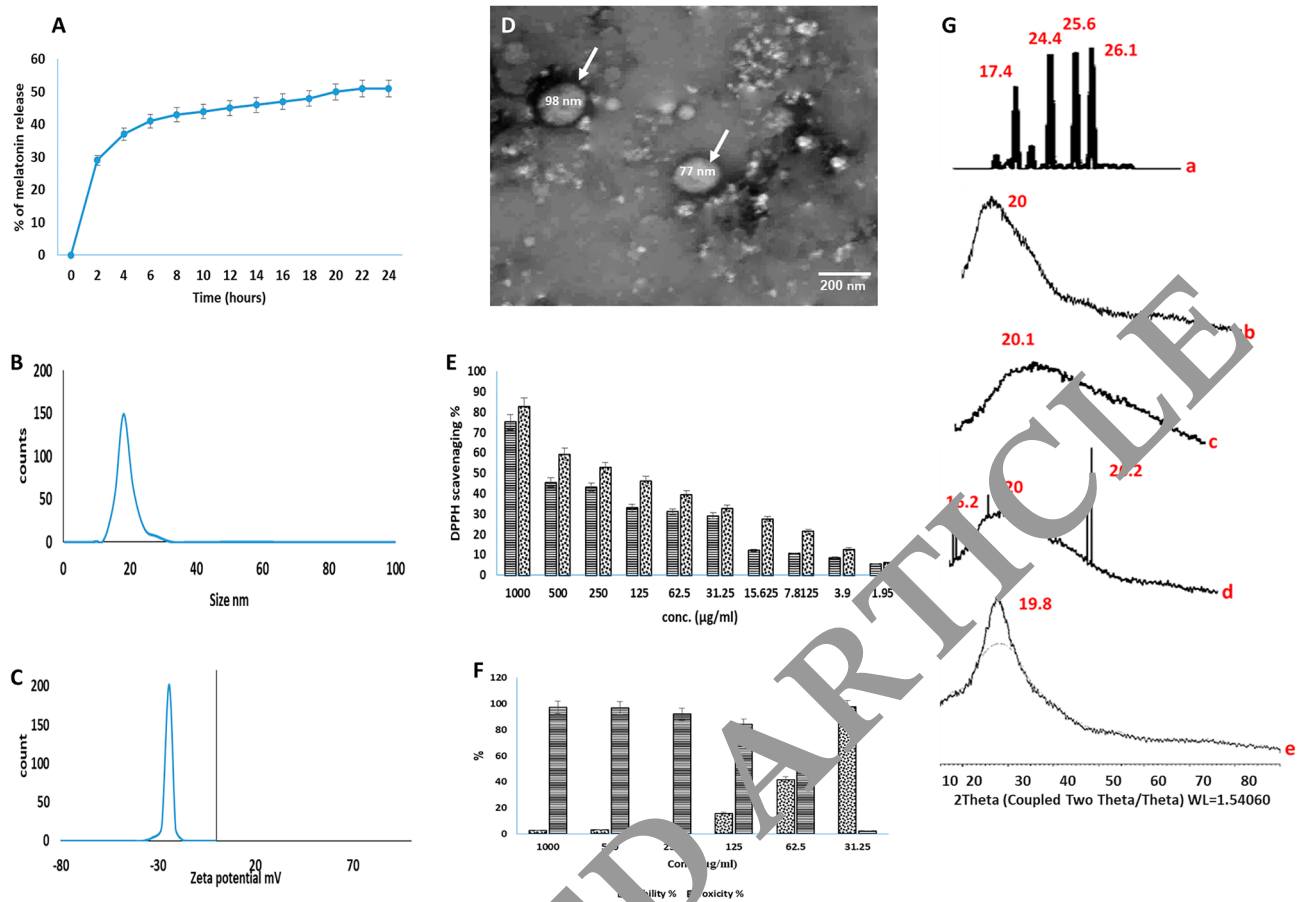 A
60
50
40
30
20
10
0
% of melatonin release
0 2 4 6 8 10 12 14 16 18 20 22 24
Time (hours)
B
200
150
100
50
0
counts
0 20 40 60 80 100
Size nm
C
200
150
100
50
0
count
-80 -30 20 70
Zeta potential mV
D
98 nm
77 nm
200 nm
E
100
90
80
70
60
50
40
30
20
10
0
DPPH scavenaging %
1000 500 250 125 62.5 31.25 15.625 7.8125 3.9 1.95
conc. (µg/ml)
F
120
100
80
60
40
20
0
%
1000 125 62.5 31.25
G
17.4
24.4
25.6
26.1
a
20
b
20.1
c
20
d
19.8
e
10 20 30 40 50 60 70 80
2Theta (Coupled Two Theta/Theta) WL=1.54060
ARTICLE